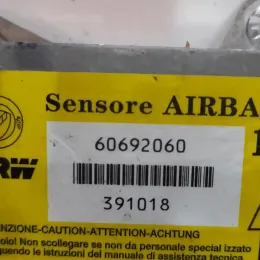 Sensore AIRBA
60692060
RW
391018
NZIONE-CAUTION-ATTENTION-ACHTUNG
olo! Non scollegare se non da personale special izzato
quendo le istruzioni del manuale di assistenza tecnica